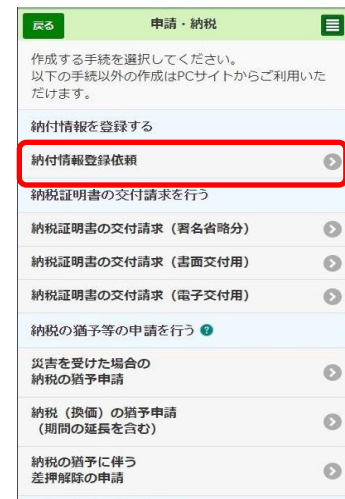 戻る
申請・納税
作成する手続を選択してください。
以下の手続以外の作成はPCサイトからご利用いた
だけます。
納付情報を登録する
納付情報登録依頼
納税証明書の交付請求を行う
納税証明書の交付請求（署名省略分）
納税証明書の交付請求（書面交付用）
納税証明書の交付請求（電子交付用）
納税の猶予等の申請を行う ?
災害を受けた場合の
納税の猶予申請
納税（換価）の猶予申請
（期間の延長を含む）
納税の猶予に伴う
差押解除の申請